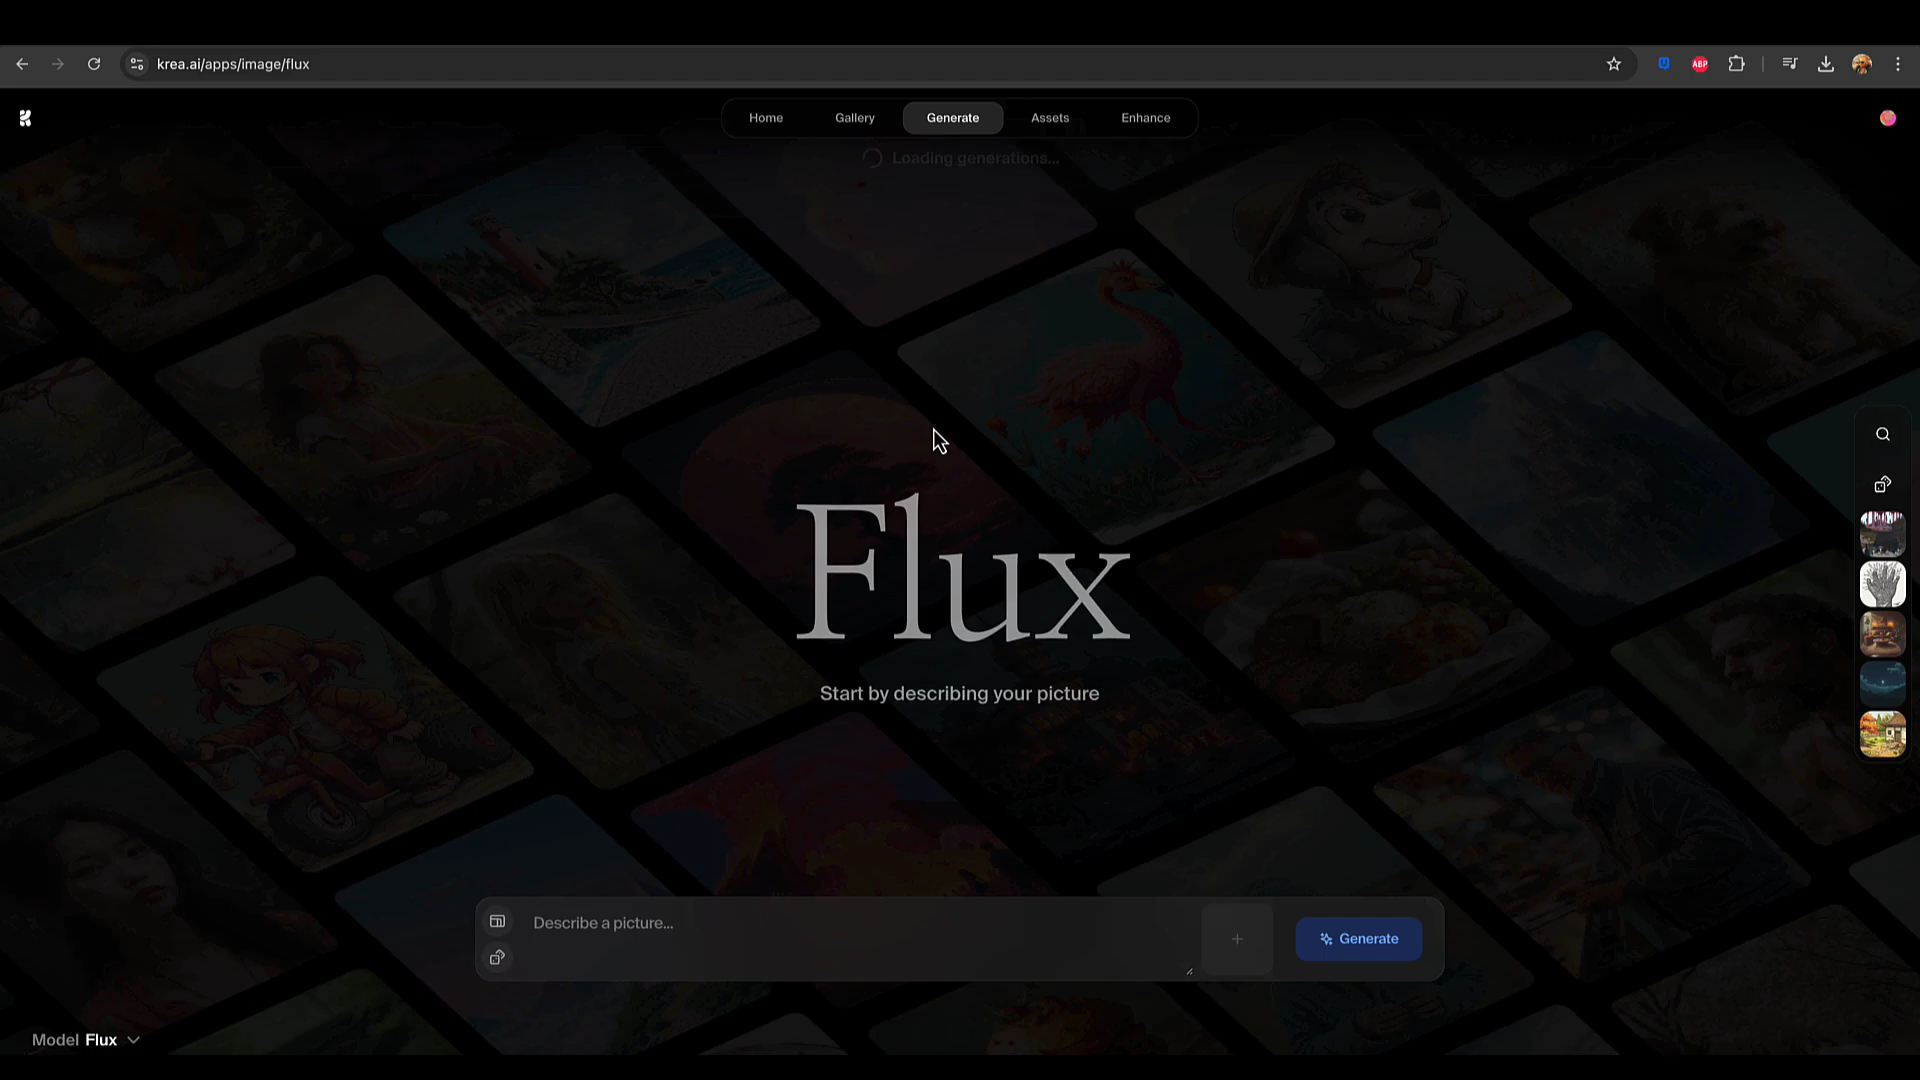 krea.ai/apps/image/flux
ABP
Home Gallery Generate Assets Enhance
Loading generations...
Flux
Start by describing your picture
Describe a picture...
+ Generate
Model Flux